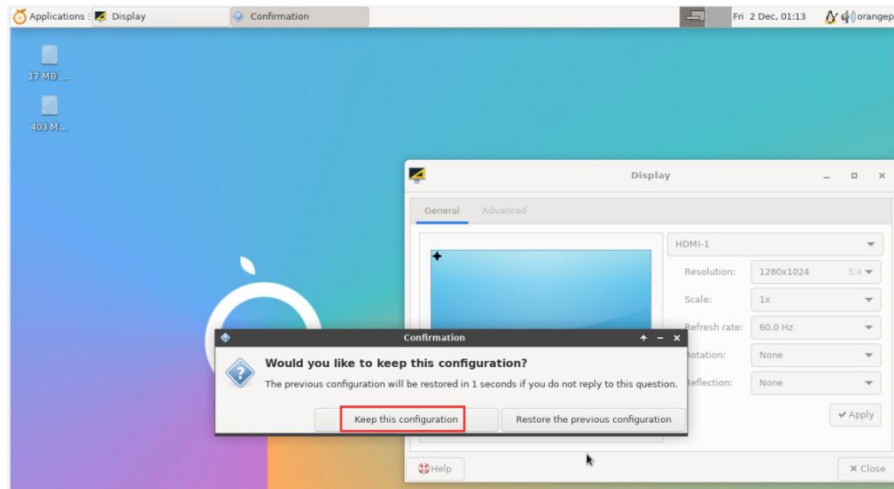 Applications Display Confirmation Fri 2 Dec, 01:13 orangep
17 MB ...
403 M...
Display
General Advanced
HDMI-1
Resolution: 1280x1024 5:4
Scale: 1x
Refresh rate: 60.0 Hz
Rotation: None
Reflection: None
Apply
Confirmation
Would you like to keep this configuration?
The previous configuration will be restored in 1 seconds if you do not reply to this question.
Keep this configuration Restore the previous configuration
Help Close